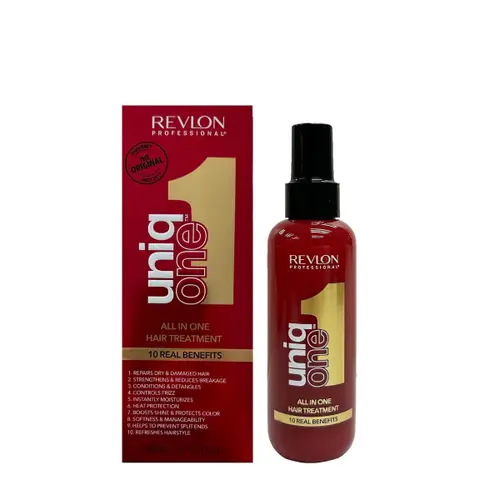 REVLON
PROFESSIONAL®
THE
ORIGINAL
1
uniq
one™
ALL IN ONE
HAIR TREATMENT
10 REAL BENEFITS
1. REPAIRS DRY & DAMAGED HAIR
2. STRENGTHENS & REDUCES BREAKAGE
3. CONDITIONS & DETANGLES
4. CONTROLS FRIZZ
5. INSTANTLY MOISTURIZES
6. HEAT PROTECTION
7. BOOSTS SHINE & PROTECTS COLOR
8. SOFTNESS & MANAGEABILITY
9. HELPS TO PREVENT SPLIT ENDS
10. REFRESHES HAIRSTYLE
REVLON
PROFESSIONAL
1
uniq
one
ALL IN ONE
HAIR TREATMENT
10 REAL BENEFITS